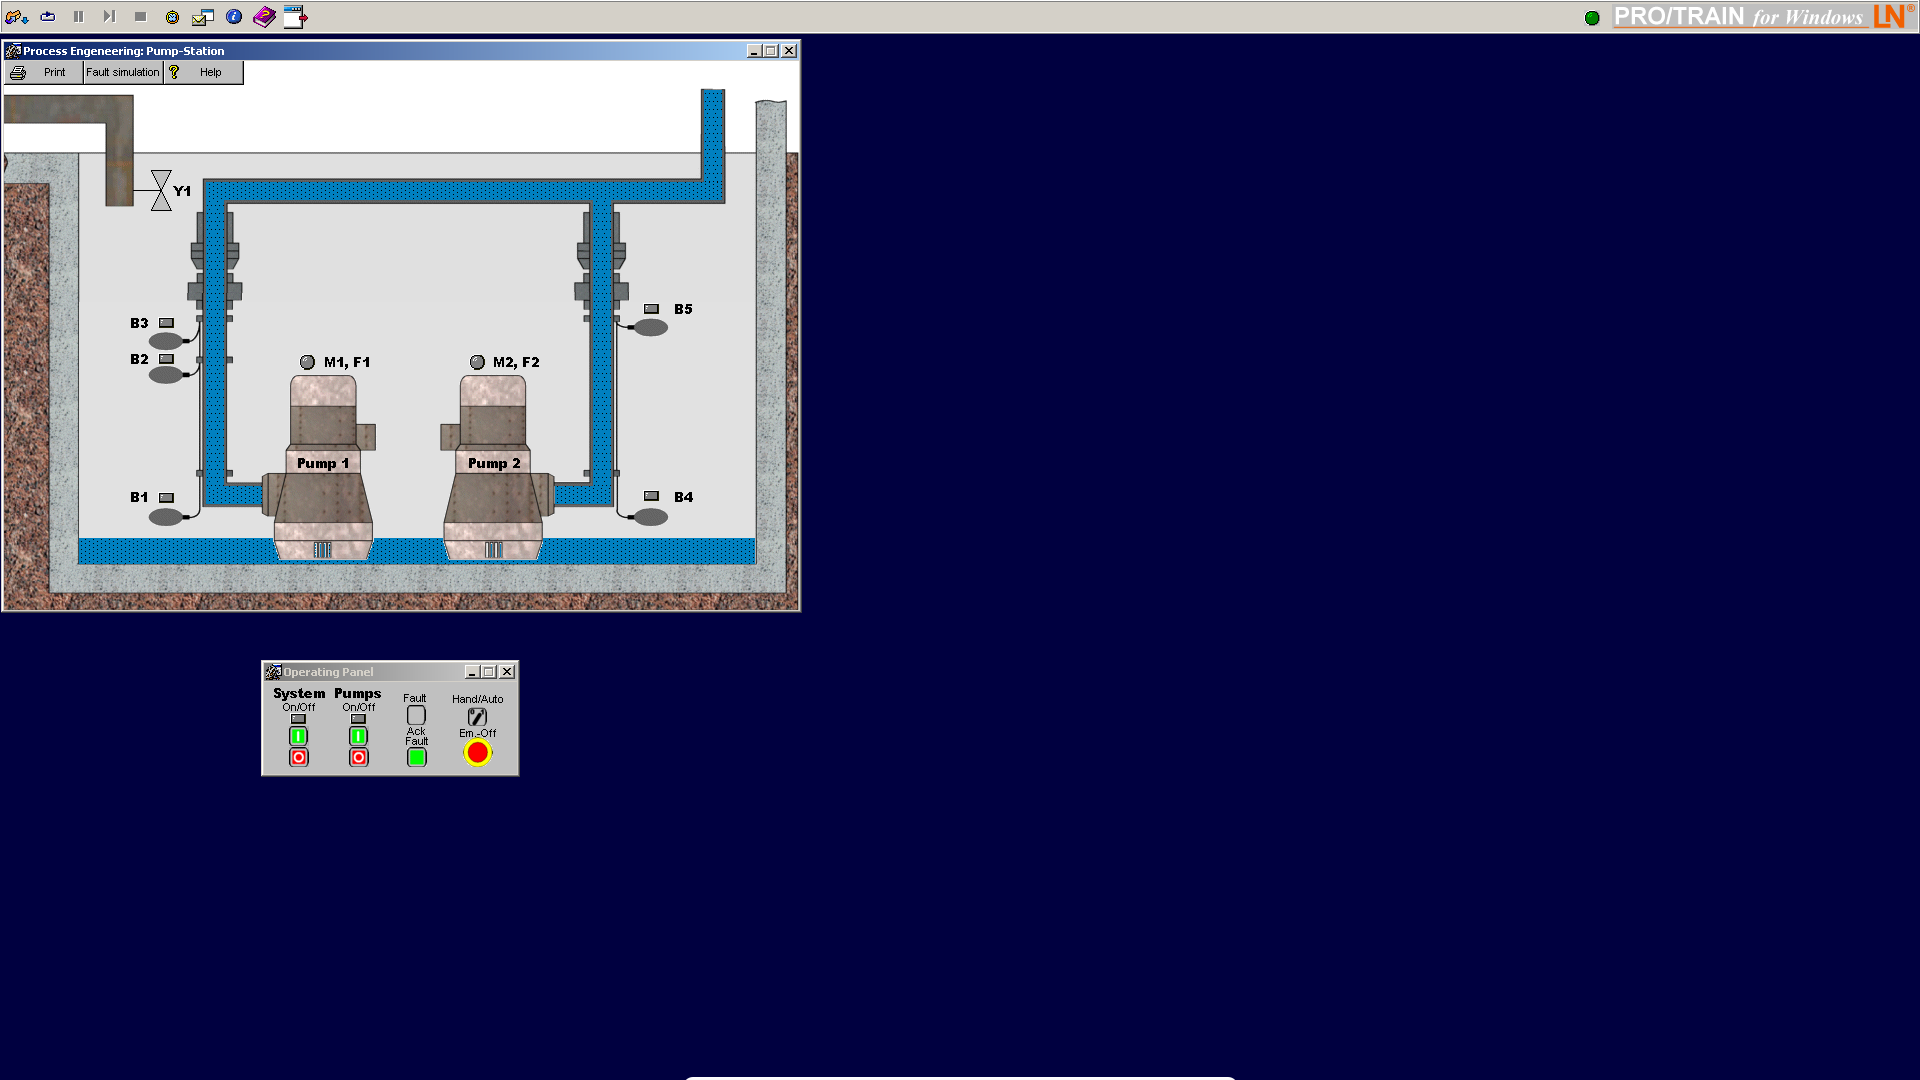 PRO/TRAIN for Windows LN®
Process Engeneering: Pump-Station
Print Fault simulation ? Help
Y1
B3
B2
B1
B5
B4
M1, F1
M2, F2
Pump 1
Pump 2
Operating Panel
System Pumps Fault Hand/Auto
On/Off On/Off
Ack Fault
Em.-Off